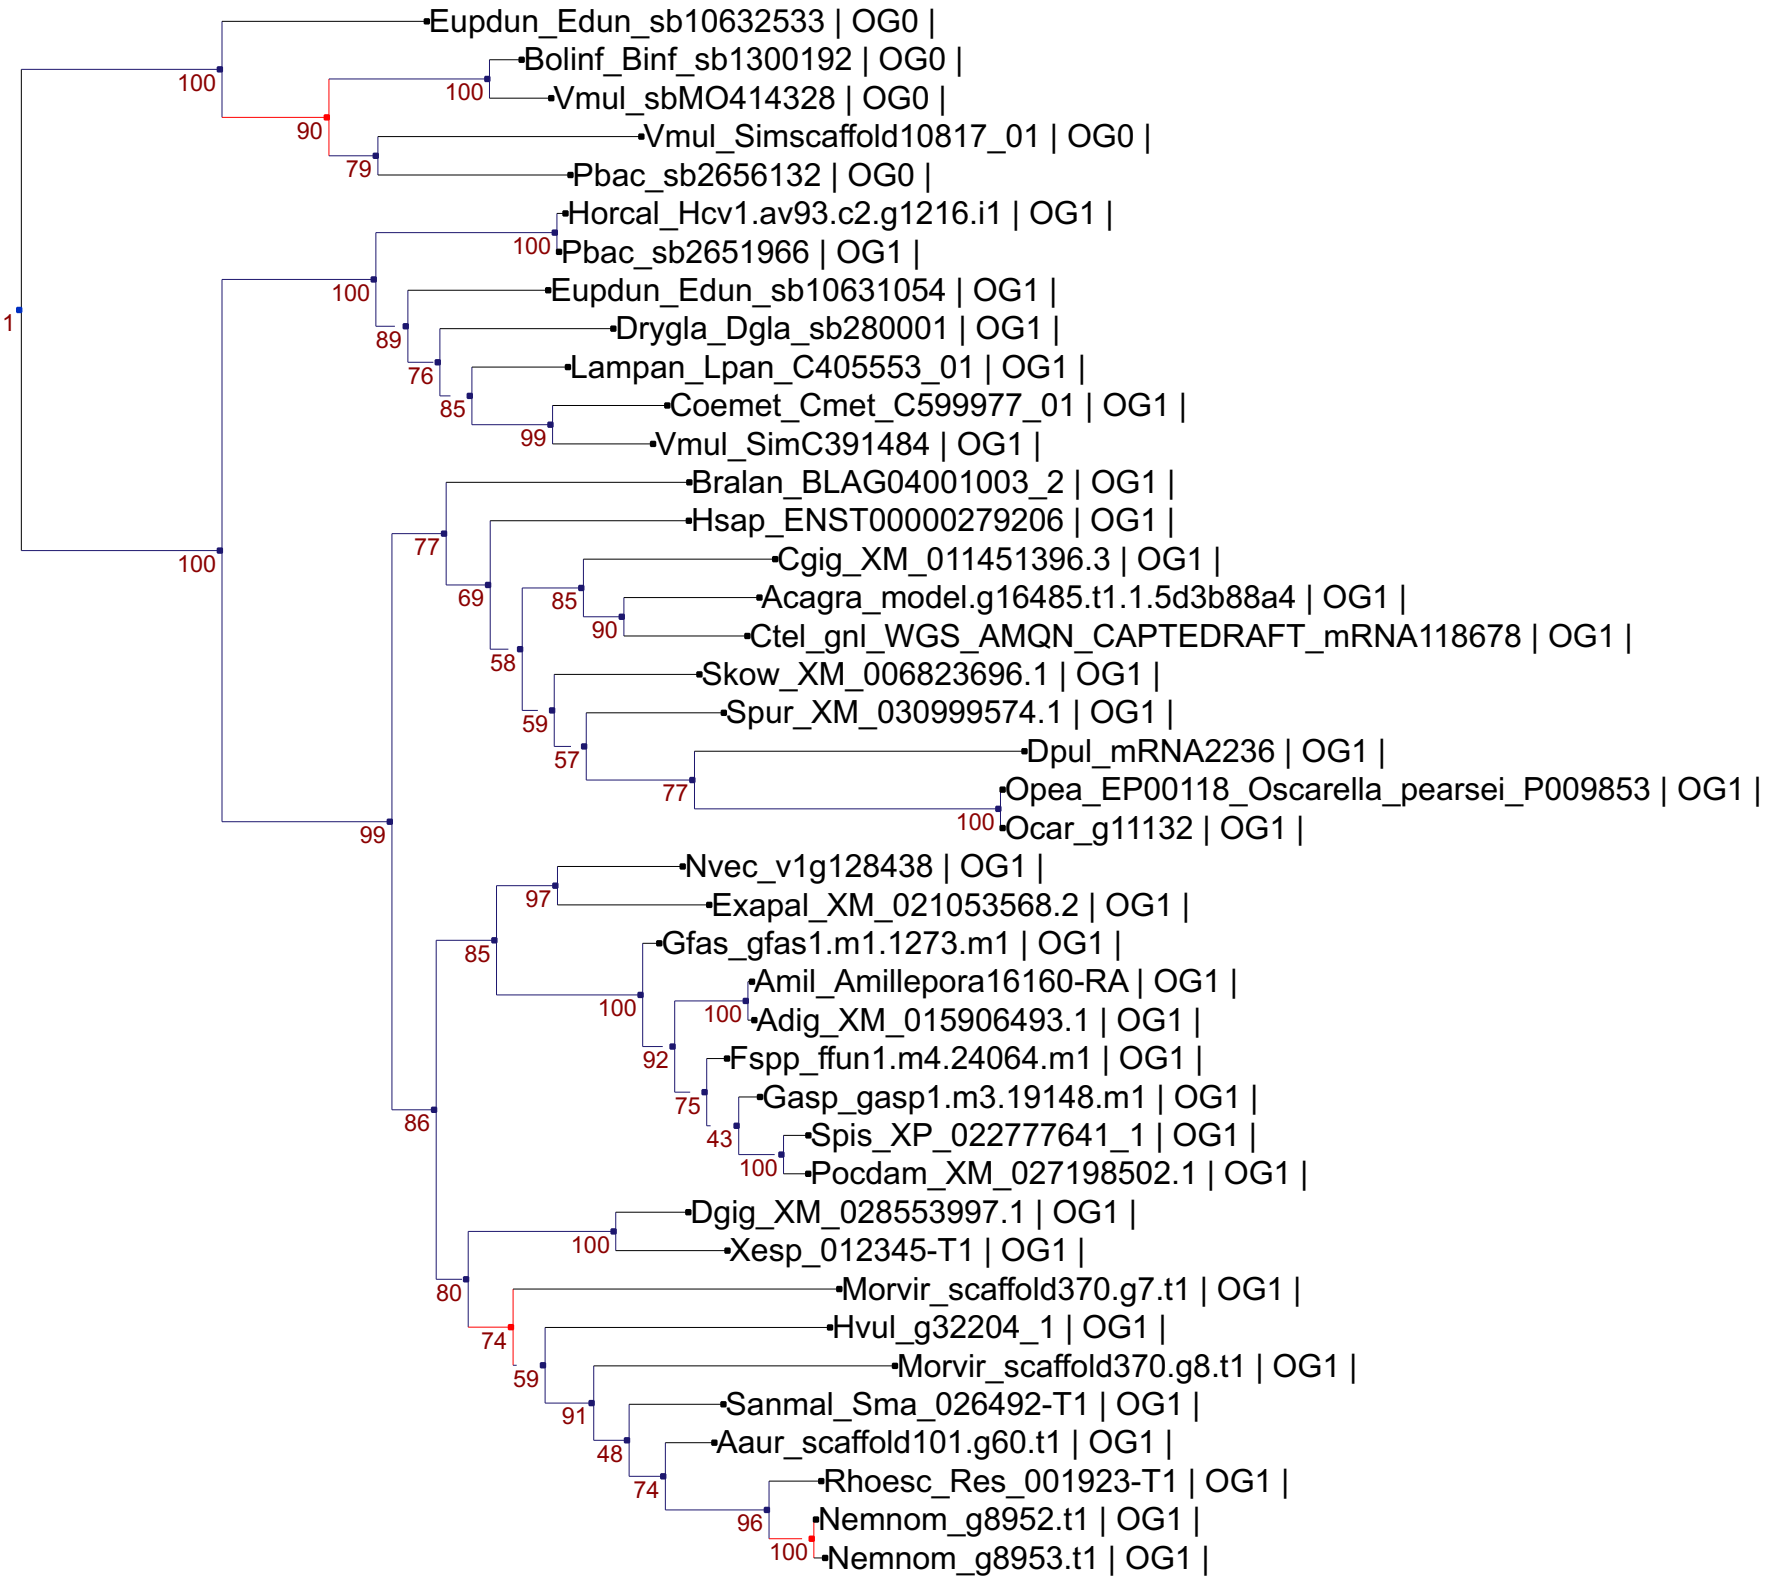 Eupdun_Edun_sb10632533 | OG0 |
Bolinf_Binf_sb1300192 | OG0 |
100
100
Vmul_sbMO414328 | OG0 |
90
Vmul_Simscaffold10817_01 | OG0 |
79
Pbac_sb2656132 | OG0 |
Horcal_Hcv1.av93.c2.g1216.i1 | OG1 |
100
Pbac_sb2651966 | OG1 |
100
Eupdun_Edun_sb10631054 | OG1 |
1
Drygla_Dgla_sb280001 | OG1 |
89
Lampan_Lpan_C405553_01 | OG1 |
76
Coemet_Cmet_C599977_01 | OG1 |
85
99
Vmul_SimC391484 | OG1 |
Bralan_BLAG04001003_2 | OG1 |
Hsap_ENST00000279206 | OG1 |
77
Cgig_XM_011451396.3 | OG1 |
100
69
85
Acagra_model.g16485.t1.1.5d3b88a4 | OG1 |
90
Ctel_gnl_WGS_AMQN_CAPTEDRAFT_mRNA118678 | OG1 |
58
Skow_XM_006823696.1 | OG1 |
59
Spur_XM_030999574.1 | OG1 |
57
Dpul_mRNA2236 | OG1 |
77
Opea_EP00118_Oscarella_pearsei_P009853 | OG1 |
100
Ocar_g11132 | OG1 |
99
Nvec_v1g128438 | OG1 |
97
Exapal_XM_021053568.2 | OG1 |
85
Gfas_gfas1.m1.1273.m1 | OG1 |
Amil_Amillepora16160-RA | OG1 |
100
100
Adig_XM_015906493.1 | OG1 |
92
Fspp_ffun1.m4.24064.m1 | OG1 |
75
Gasp_gasp1.m3.19148.m1 | OG1 |
86
43
Spis_XP_022777641_1 | OG1 |
100
Pocdam_XM_027198502.1 | OG1 |
Dgig_XM_028553997.1 | OG1 |
100
Xesp_012345-T1 | OG1 |
80
Morvir_scaffold370.g7.t1 | OG1 |
74
Hvul_g32204_1 | OG1 |
59
Morvir_scaffold370.g8.t1 | OG1 |
91
Sanmal_Sma_026492-T1 | OG1 |
48
Aaur_scaffold101.g60.t1 | OG1 |
74
Rhoesc_Res_001923-T1 | OG1 |
96
Nemnom_g8952.t1 | OG1 |
100
Nemnom_g8953.t1 | OG1 |